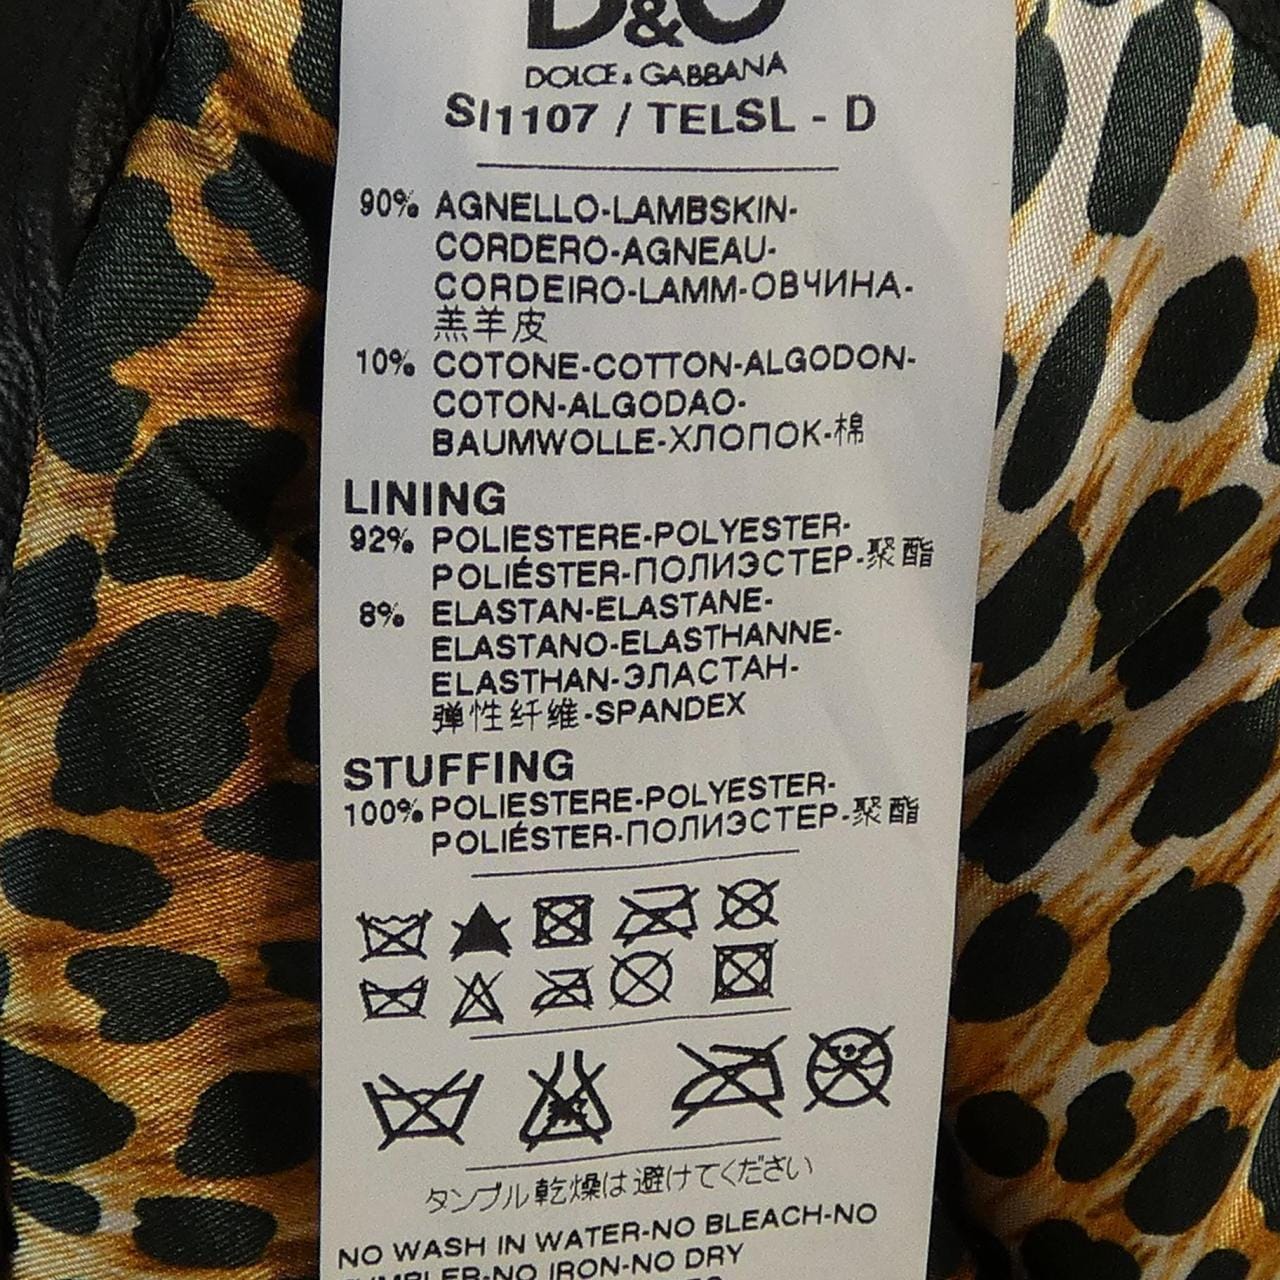 D&G
DOLCE & GABBANA
SI1107 / TELSL - D
90% AGNELLO-LAMBSKIN-
CORDERO-AGNEAU-
CORDEIRO-LAMM-ОВЧИНА-
羔羊皮
10% COTONE-COTTON-ALGODON-
COTON-ALGODAO-
BAUMWOLLE-ХЛОПОК-棉
LINING
92% POLIESTERE-POLYESTER-
POLIÉSTER-ПОЛИЭСТЕР-聚酯
8% ELASTAN-ELASTANE-
ELASTANO-ELASTHANNE-
ELASTHAN-ЭЛАСТАН-
弹性纤维-SPANDEX
STUFFING
100% POLIESTERE-POLYESTER-
POLIÉSTER-ПОЛИЭСТЕР-聚酯
タンブル乾燥は避けてください
NO WASH IN WATER-NO BLEACH-NO
TUMBLER-NO IRON-NO DRY